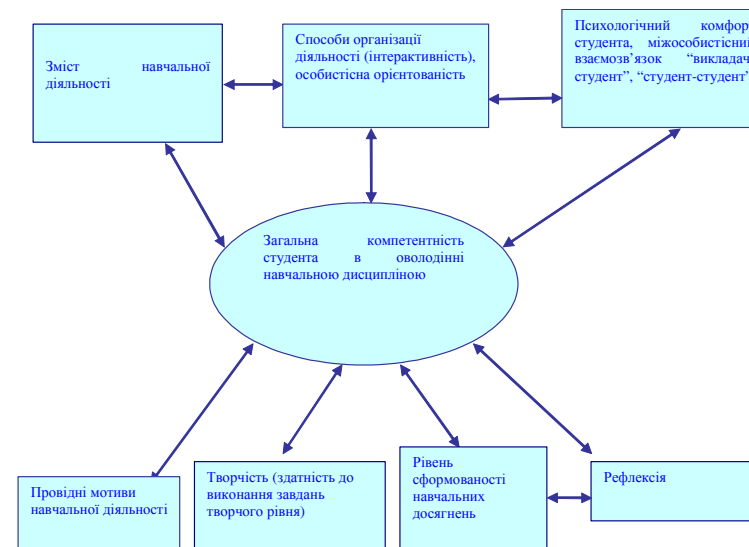 Зміст навчальної
діяльності
Способи організації
діяльності (інтерактивність),
особистісна орієнтованість
Психологічний комфор
студента, міжособистісний
взаємозв’язок “викладач
студент”, “студент-студент”
Загальна компетентність
студента в оволодінні
навчальною дисципліною
Провідні мотиви
навчальної діяльності
Творчість (здатність до
виконання завдань
творчого рівня)
Рівень
сформованості
навчальних
досягнень
Рефлексія